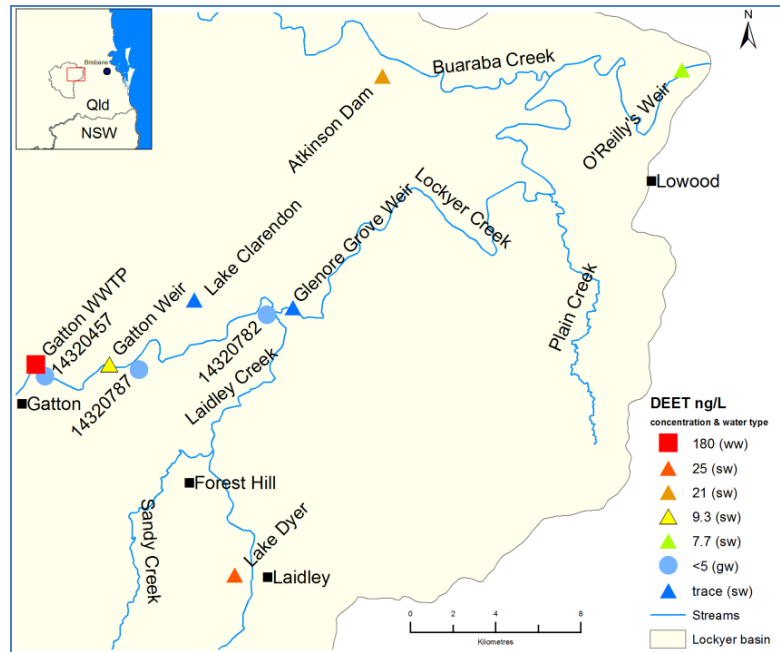 Brisbane
Qld
NSW
N
Buaraba Creek
Atkinson Dam
O'Reilly's Weir
Lowood
Lockyer Creek
Glenore Grove Weir
Lake Clarendon
Plain Creek
Gatton WWTP
14320457
Gatton Weir
14320787
14320782
Laidley Creek
Gatton
Forest Hill
Sandy Creek
Lake Dyer
Laidley
DEET ng/L
concentration & water type
180 (ww)
25 (sw)
21 (sw)
9.3 (sw)
7.7 (sw)
<5 (gw)
trace (sw)
Streams
Lockyer basin
0 2 4 8
Kilometres